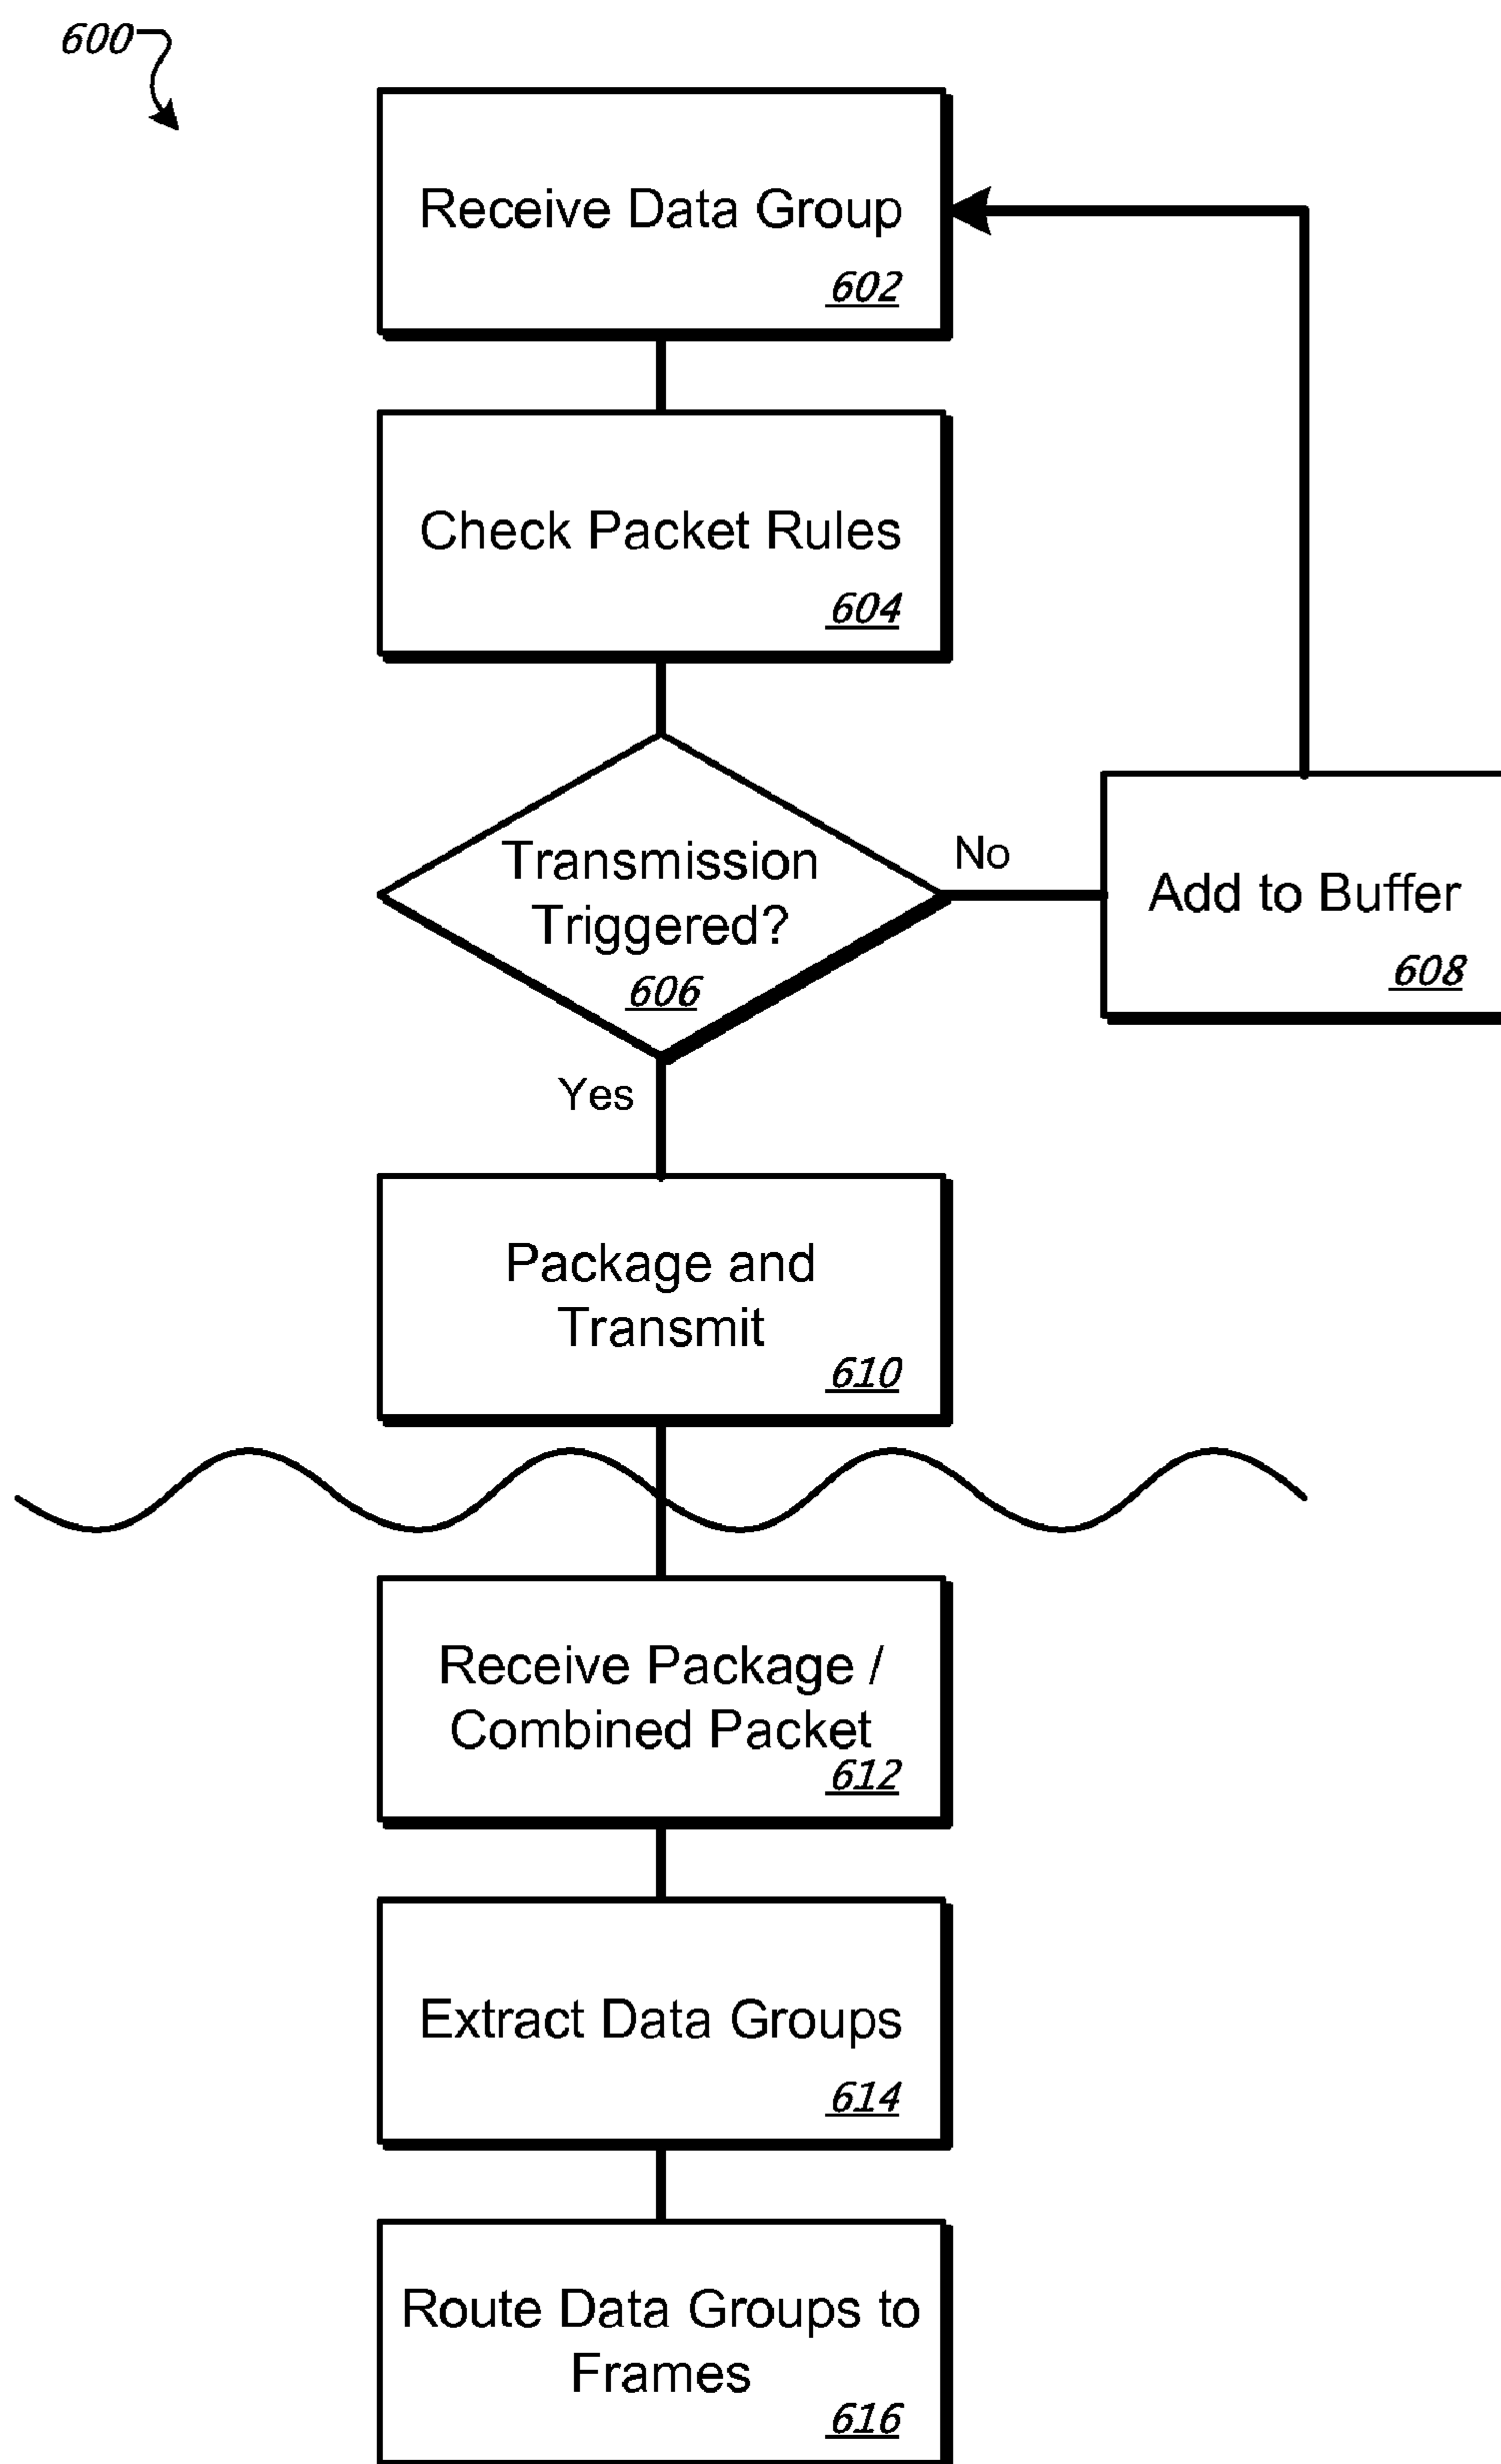 600
Receive Data Group
602
Check Packet Rules
604
Transmission
Triggered?
606
No
Add to Buffer
608
Yes
Package and
Transmit
610
Receive Package /
Combined Packet
612
Extract Data Groups
614
Route Data Groups to
Frames
616